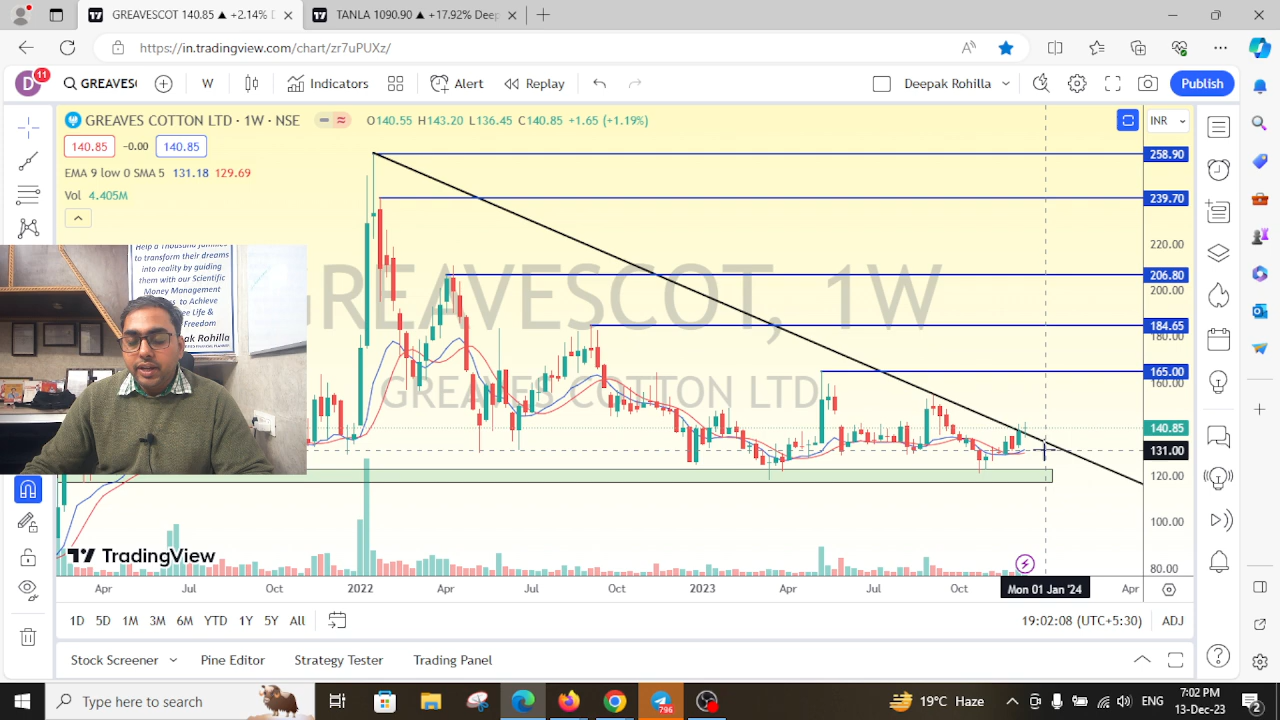 GREAVESCOT 140.85 ▲ +2.14% D
TANLA 1090.90 ▲ +17.92% Deep
https://in.tradingview.com/chart/zr7uPUXz/
D 11
GREAVES
W
Indicators
Alert
Replay
Deepak Rohilla
Publish
GREAVES COTTON LTD · 1W · NSE
O140.55 H143.20 L136.45 C140.85 +1.65 (+1.19%)
INR
140.85 -0.00 140.85
EMA 9 low 0 SMA 5 131.18 129.69
Vol 4.405M
GREAVESCOT, 1W
GREAVES COTTON LTD
258.90
239.70
220.00
206.80
200.00
184.65
180.00
165.00
160.00
140.85
131.00
120.00
100.00
80.00
Help a Thousand families
to transform their dreams
into reality by guiding
them with our Scientific
Money Management
to Achieve
Life &
Freedom
Deepak Rohilla
TradingView
Apr Jul Oct 2022 Apr Jul Oct 2023 Apr Jul Oct Mon 01 Jan '24 Apr
1D 5D 1M 3M 6M YTD 1Y 5Y All
19:02:08 (UTC+5:30) ADJ
Stock Screener Pine Editor Strategy Tester Trading Panel
Type here to search
796
19°C Haze
ENG
7:02 PM
13-Dec-23
2